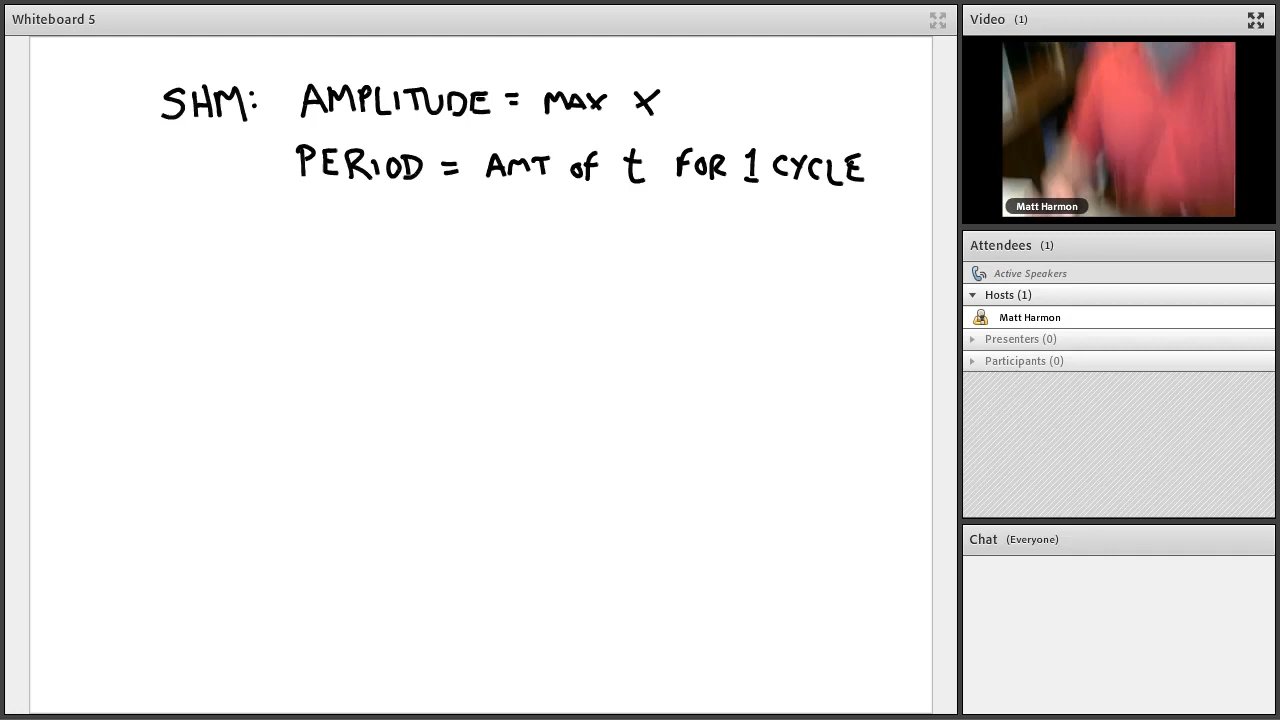 Whiteboard 5
SHM: AMPLITUDE = MAX X
PERIOD = AMT of t FOR 1 CYCLE
Video (1)
Matt Harmon
Attendees (1)
Active Speakers
Hosts (1)
Matt Harmon
Presenters (0)
Participants (0)
Chat (Everyone)